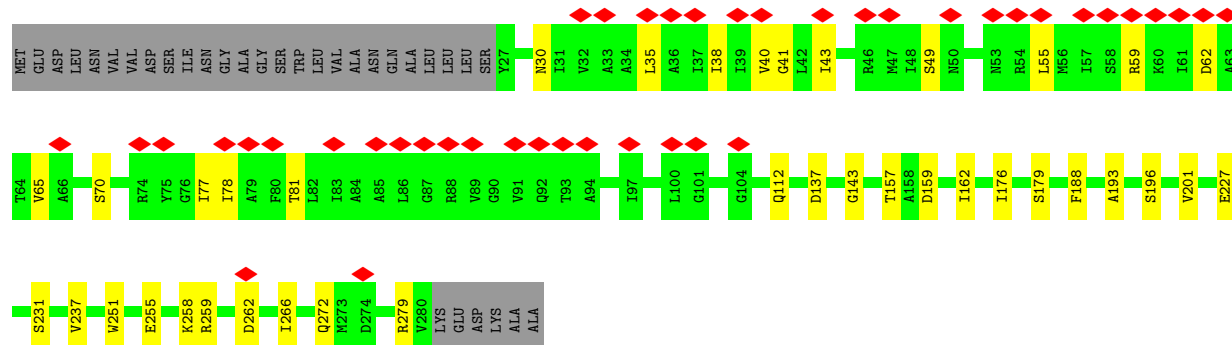 MET GLU ASP LEU ASN VAL VAL ASP SER ILE ASN GLY ALA GLY SER TRP LEU VAL ALA ASN GLN ALA LEU LEU LEU SER Y27 N30 I31 V32 A33 A34 L35 A36 I37 I38 I39 V40 G41 L42 I43 R46 M47 I48 S49 N50 N53 R54 L55 M56 I57 S58 R59 K60 I61 D62 A63
T64 V65 A66 S70 R74 Y75 G76 I77 I78 A79 F80 T81 L82 I83 A84 A85 L86 G87 R88 V89 G90 V91 Q92 T93 A94 I97 L100 G101 G104 Q112 D137 G143 T157 A158 D159 I162 I176 S179 F188 A193 S196 V201 E227
S231 V237 W251 E255 K258 R259 D262 I266 Q272 M273 D274 R279 V280 LYS GLU ASP LYS ALA ALA